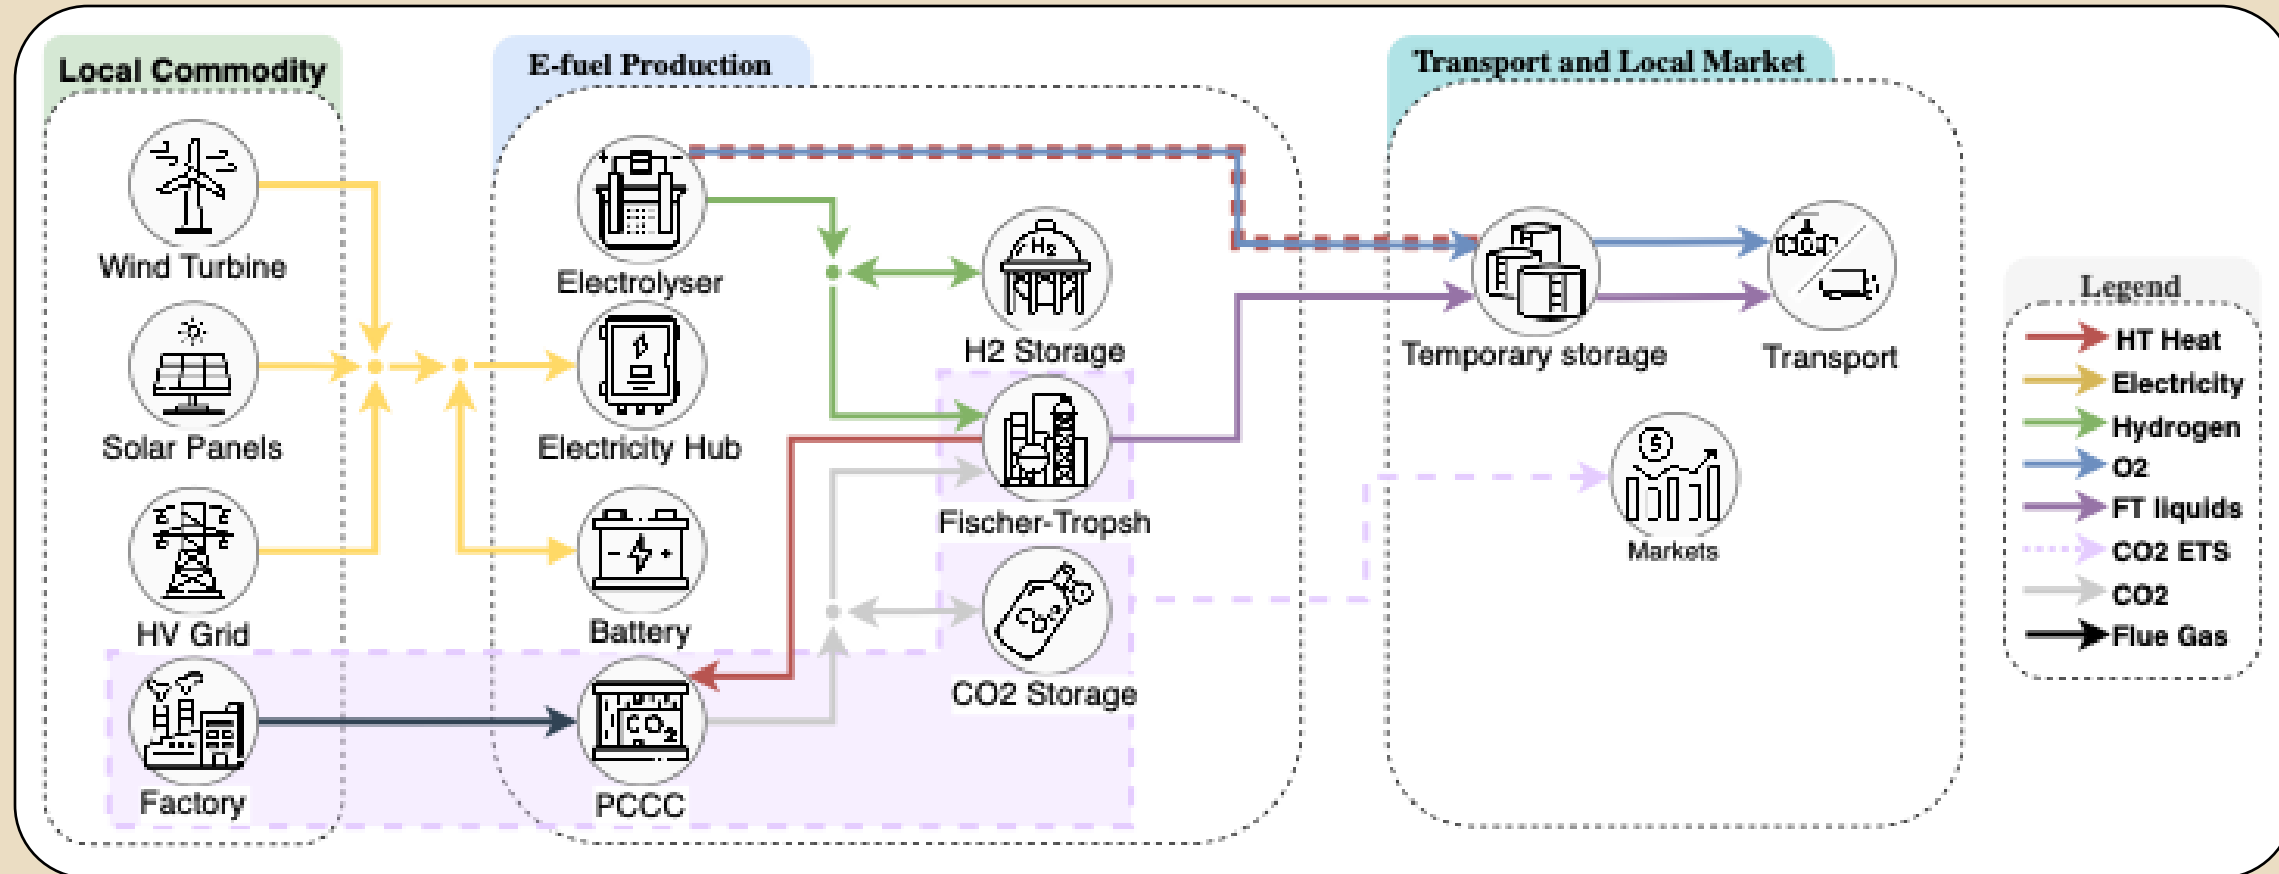 Local Commodity
E-fuel Production
Transport and Local Market
Wind Turbine
Solar Panels
HV Grid
Factory
Electrolyser
Electricity Hub
Battery
CO2
PCCC
H2
H2 Storage
Fischer-Tropsh
CO2 Storage
Temporary storage
Transport
$
Markets
Legend
HT Heat
Electricity
Hydrogen
O2
FT liquids
CO2 ETS
CO2
Flue Gas